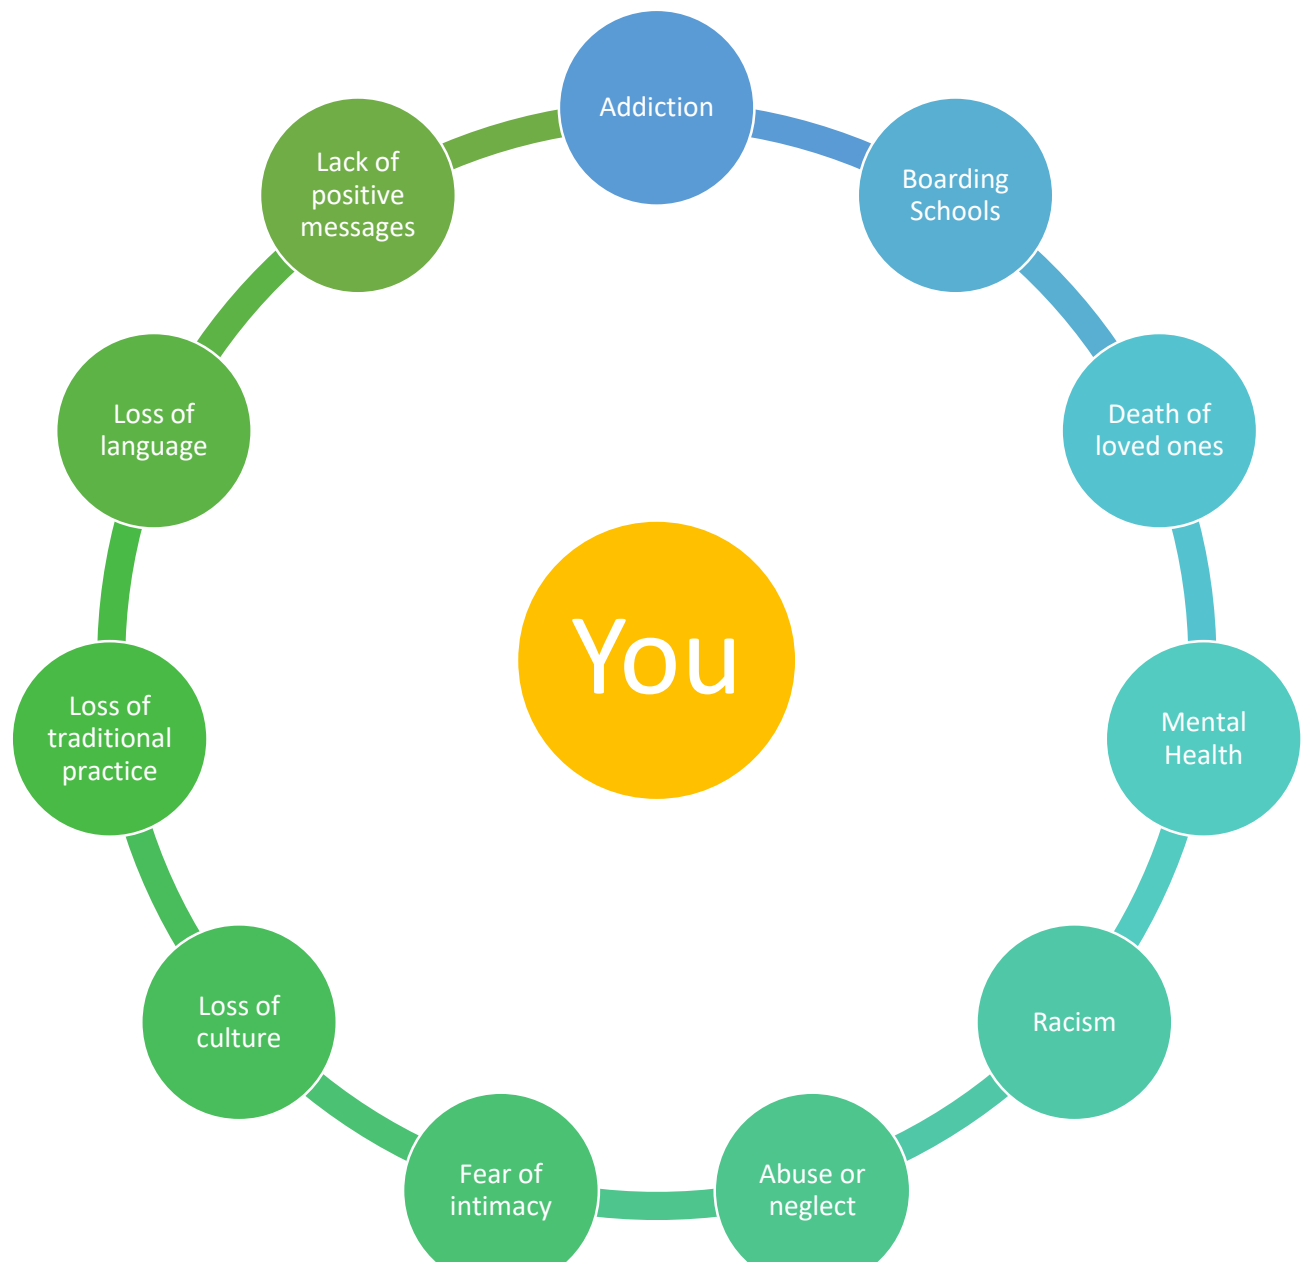 Addiction
Boarding
Schools
Death of
loved ones
Mental
Health
Racism
Abuse or
neglect
Fear of
intimacy
Loss of
culture
Loss of
traditional
practice
Loss of
language
Lack of
positive
messages
You